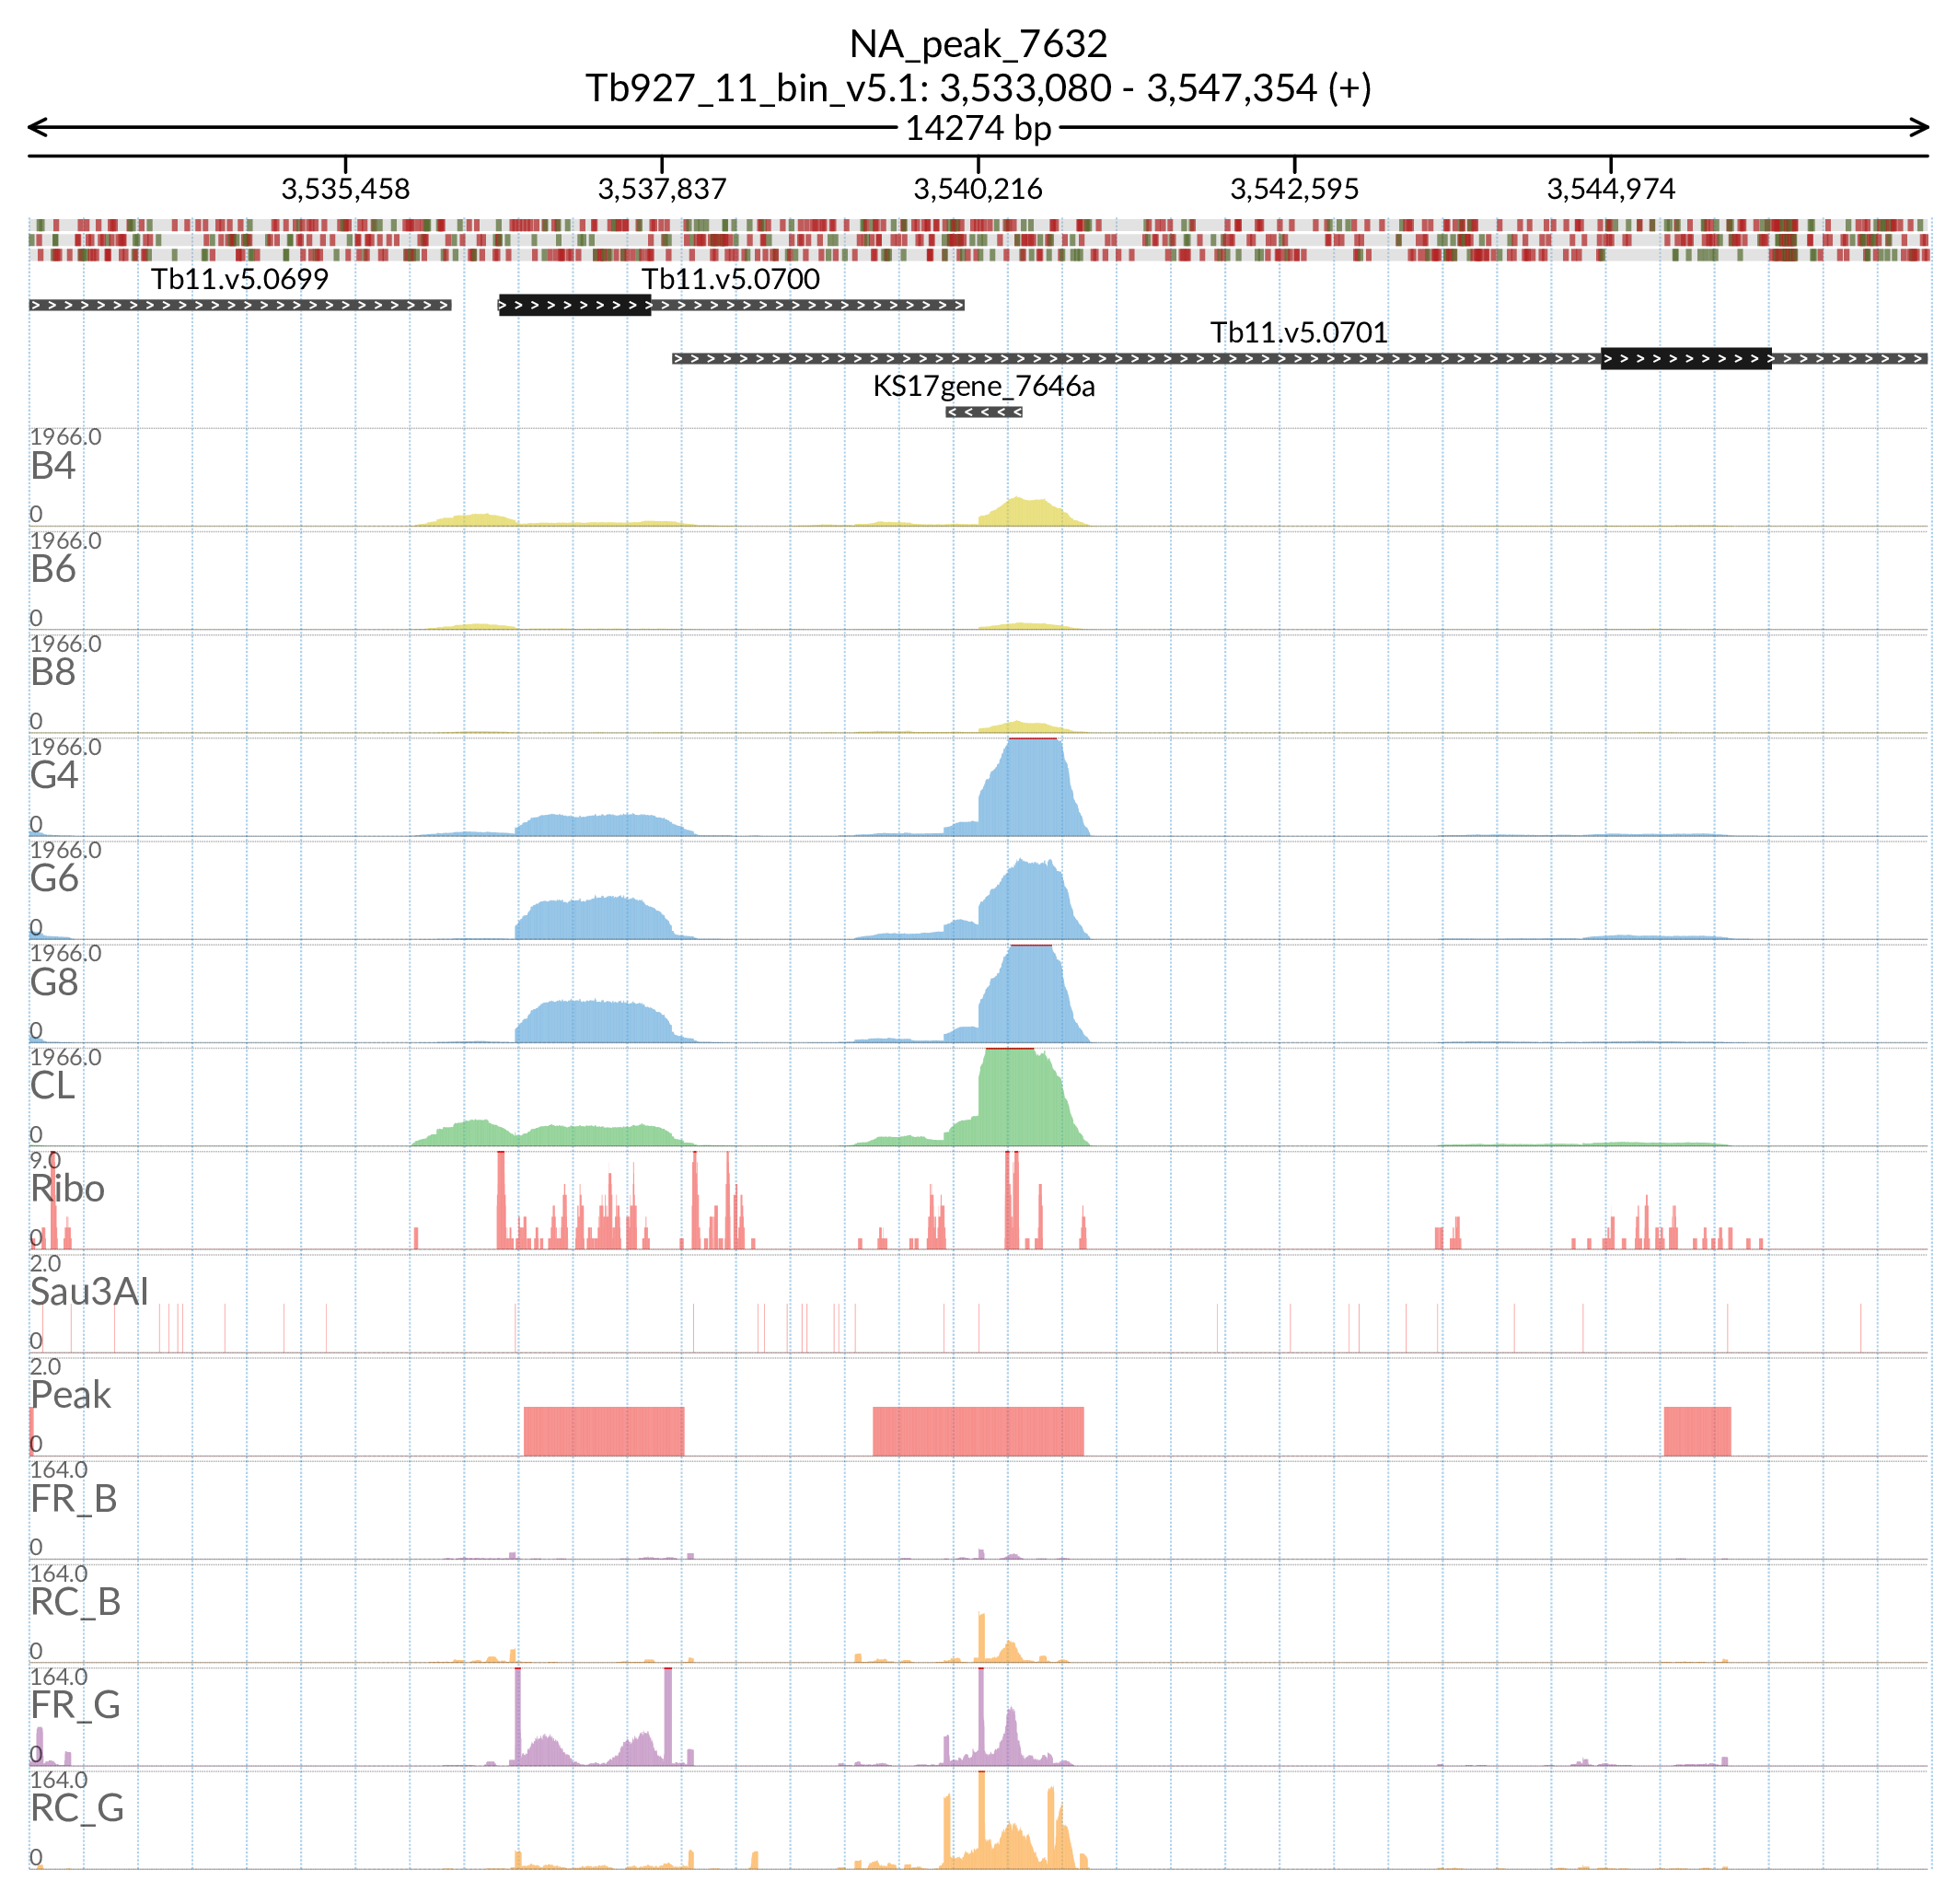 NA_peak_7632
Tb927_11_bin_v5.1: 3,533,080 - 3,547,354 (+)
14274 bp
3,535,458 3,537,837 3,540,216 3,542,595 3,544,974
Tb11.v5.0699 Tb11.v5.0700
Tb11.v5.0701
KS17gene_7646a
1966.0
B4
0
1966.0
B6
0
1966.0
B8
0
1966.0
G4
0
1966.0
G6
0
1966.0
G8
0
1966.0
CL
0
9.0
Ribo
0
2.0
Sau3AI
0
2.0
Peak
0
164.0
FR_B
0
164.0
RC_B
0
164.0
FR_G
0
164.0
RC_G
0